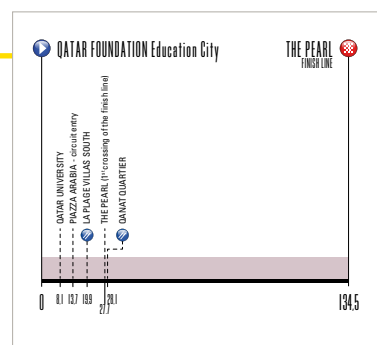 QATAR FOUNDATION Education City
THE PEARL
FINISH LINE
QATAR UNIVERSITY
PIAZZA ARABIA - circuit entry
LA PLAGE VILLAS SOUTH
THE PEARL (1st crossing of the finish line)
QANAT QUARTIER
0
8,1
13,7
19,9
27,7
28,1
134,5